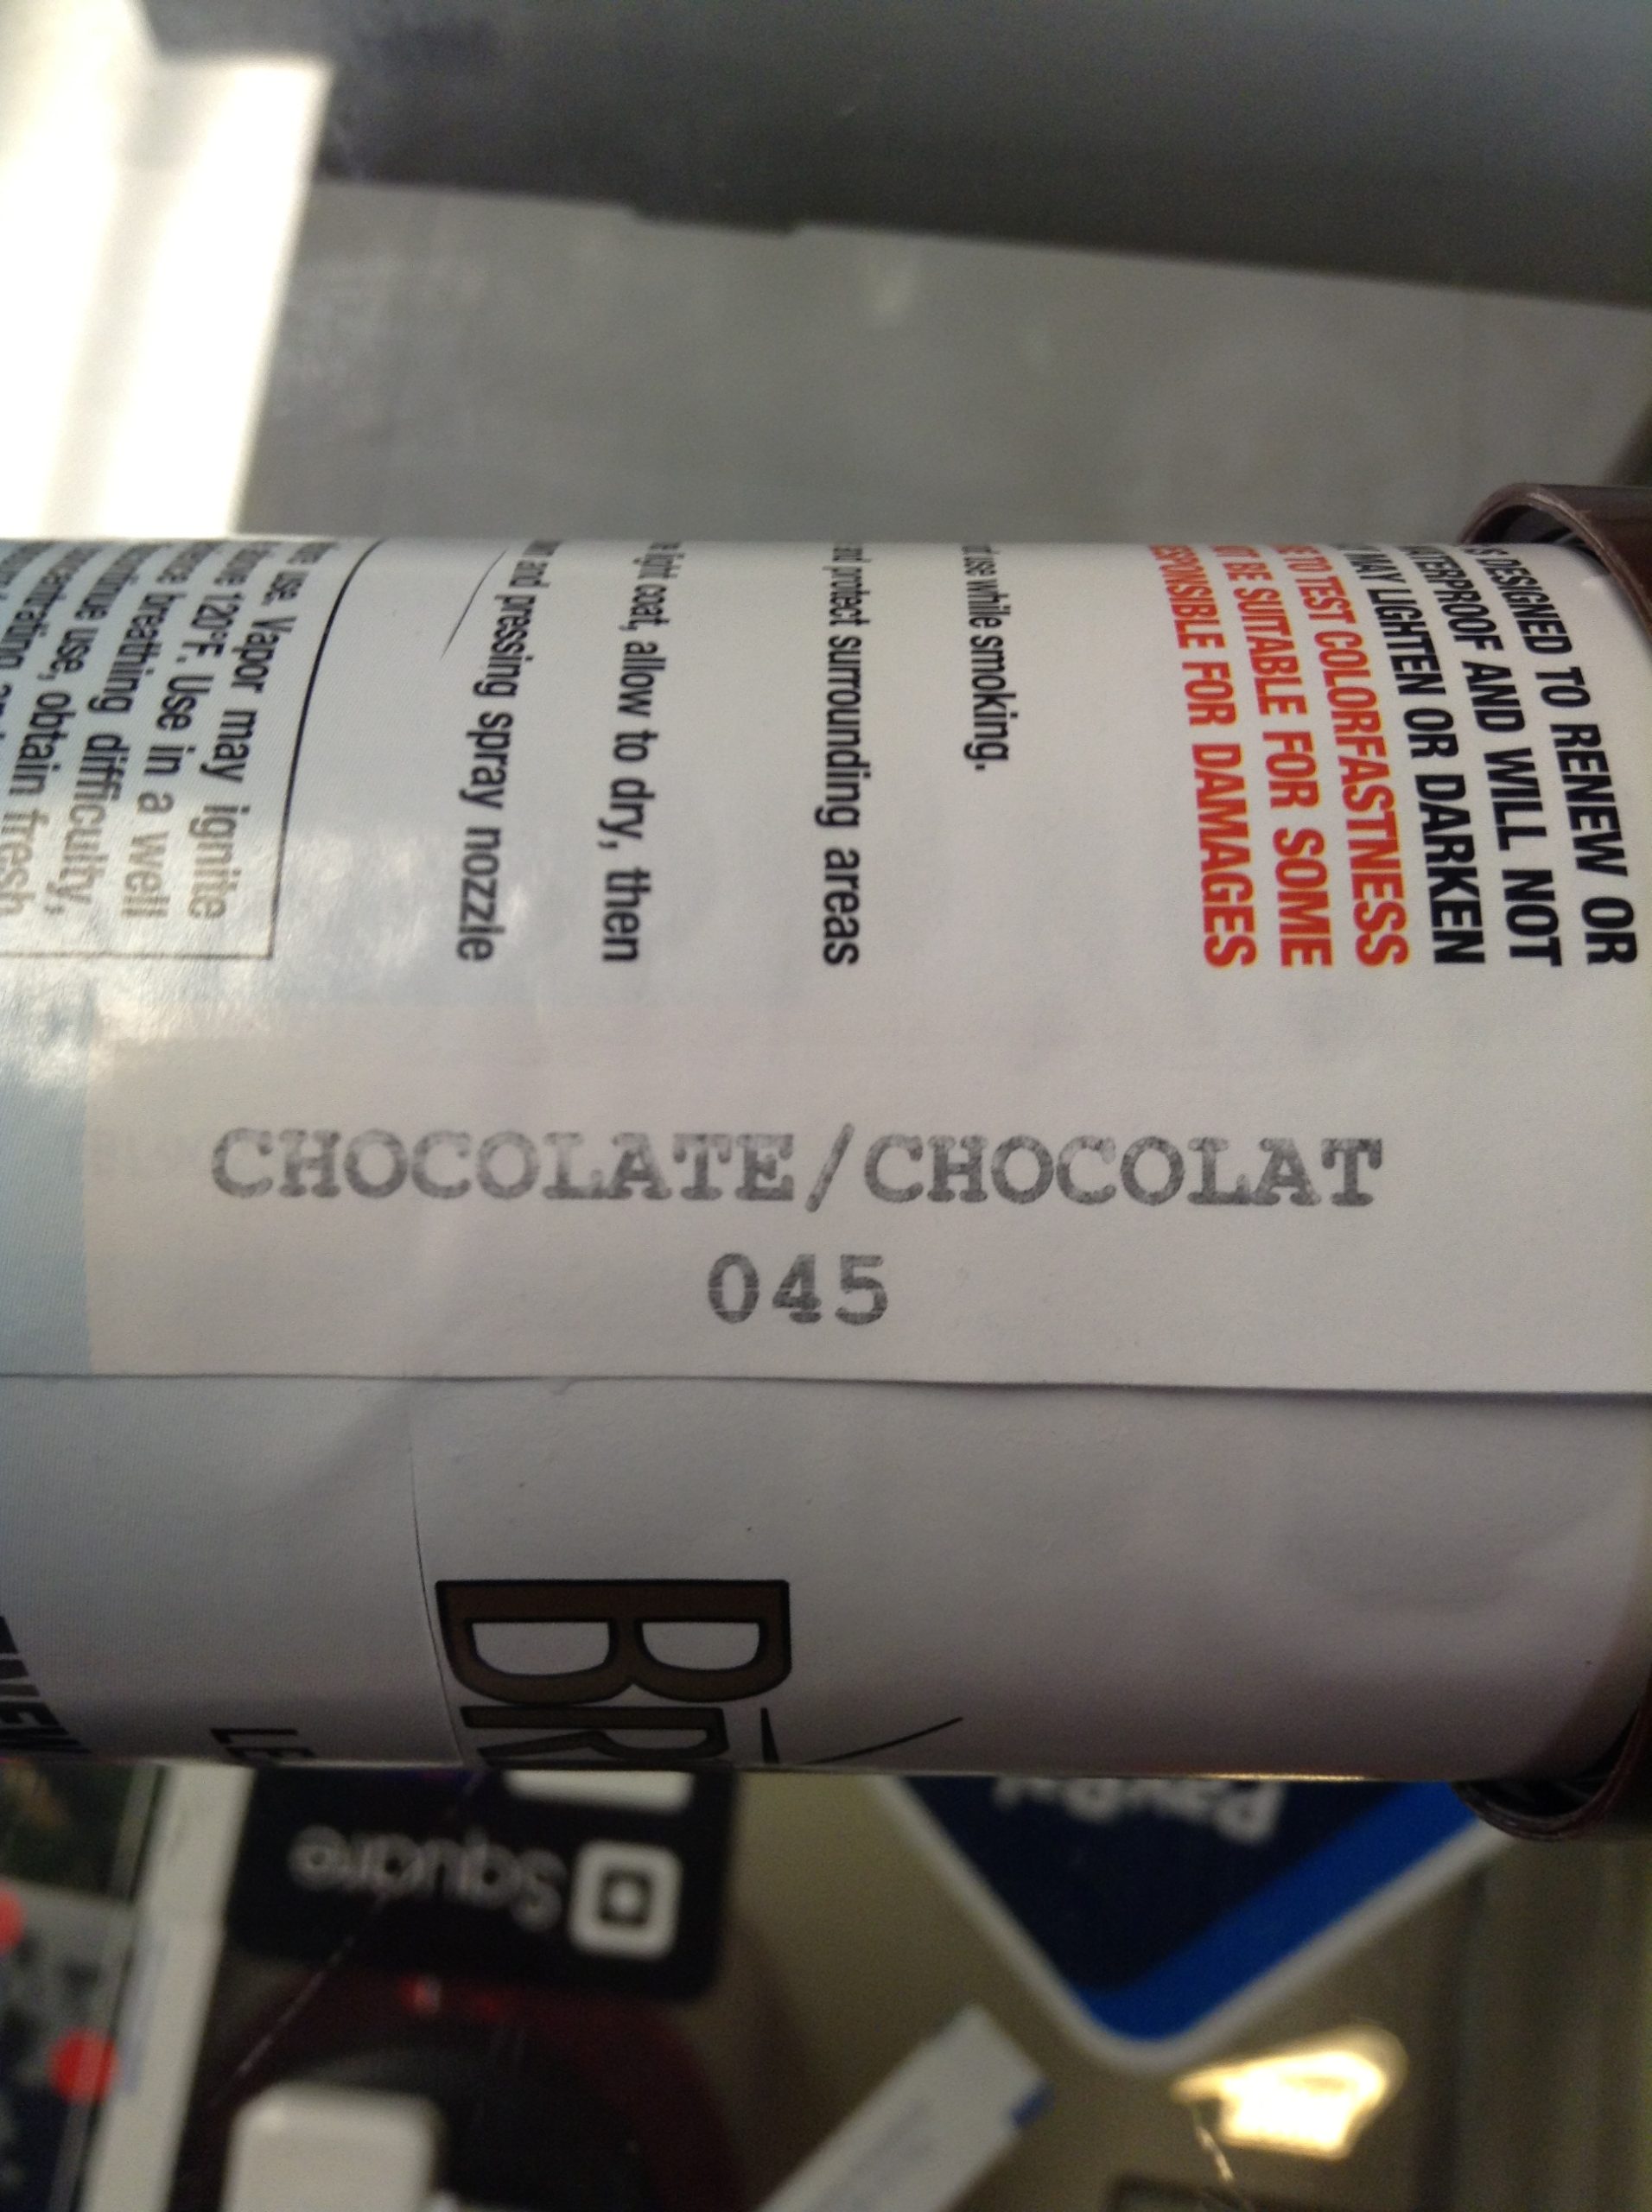 DESIGNED TO RENEW OR
AND WILL NOT
MAY LIGHTEN OR DARKEN
TO TEST COLORFASTNESS
BE SUITABLE FOR SOME
FOR DAMAGES
use while smoking.
protect surrounding areas
light coat, allow to dry, then
and pressing spray nozzle
use. Vapor may ignite
120°F. Use in a well
breathing difficulty,
use, obtain fresh
CHOCOLATE/CHOCOLAT
045
Square
PayPal